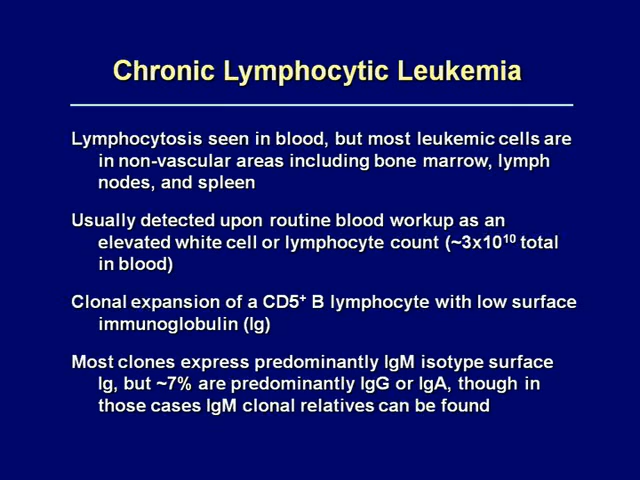 Chronic Lymphocytic Leukemia
Lymphocytosis seen in blood, but most leukemic cells are
in non-vascular areas including bone marrow, lymph
nodes, and spleen
Usually detected upon routine blood workup as an
elevated white cell or lymphocyte count (~3x10¹⁰ total
in blood)
Clonal expansion of a CD5⁺ B lymphocyte with low surface
immunoglobulin (Ig)
Most clones express predominantly IgM isotype surface
Ig, but ~7% are predominantly IgG or IgA, though in
those cases IgM clonal relatives can be found